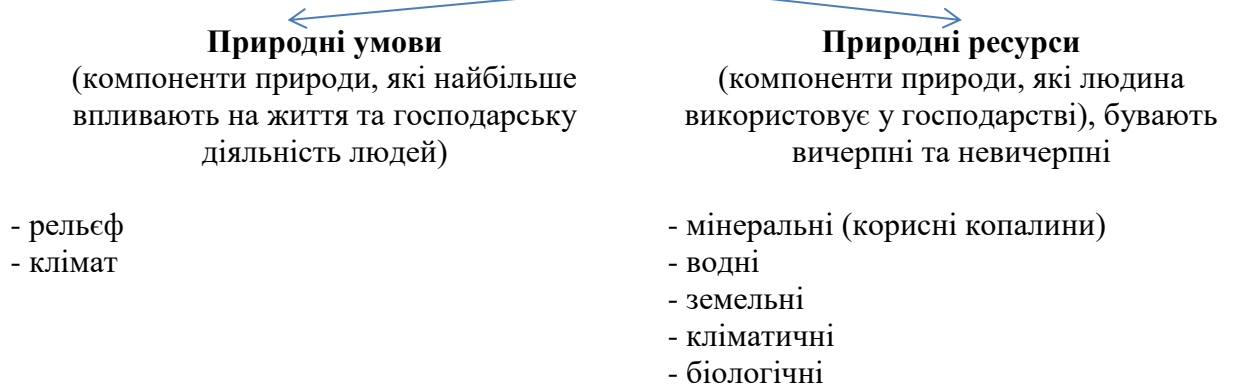 Природні умови
(компоненти природи, які найбільше
впливають на життя та господарську
діяльність людей)
- рельєф
- клімат
Природні ресурси
(компоненти природи, які людина
використовує у господарстві), бувають
вичерпні та невичерпні
- мінеральні (корисні копалини)
- водні
- земельні
- кліматичні
- біологічні